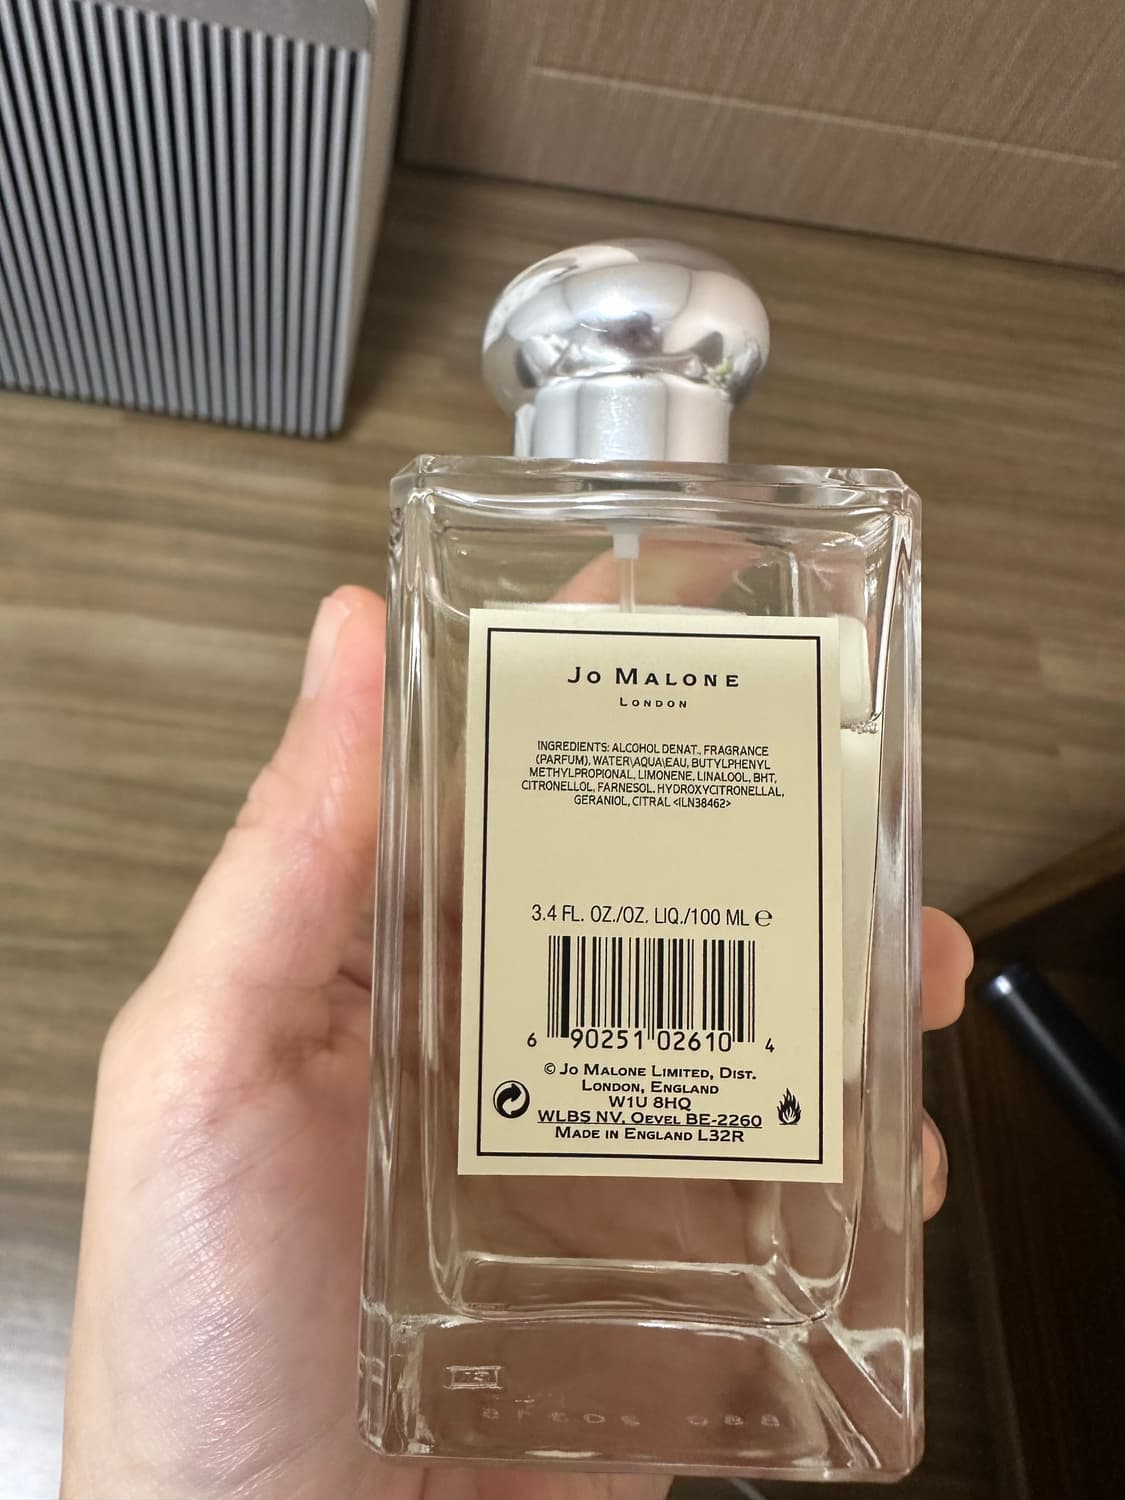 JO MALONE
LONDON
INGREDIENTS: ALCOHOL DENAT., FRAGRANCE
(PARFUM), WATER\AQUA\EAU, BUTYLPHENYL
METHYLPROPIONAL, LIMONENE, LINALOOL, BHT,
CITRONELLOL, FARNESOL, HYDROXYCITRONELLAL,
GERANIOL, CITRAL <ILN38462>
3.4 FL. OZ./OZ. LIQ./100 ML ℮
6 90251 02610 4
© JO MALONE LIMITED, DIST.
LONDON, ENGLAND
W1U 8HQ
WLBS NV, OEVEL BE-2260
MADE IN ENGLAND L32R